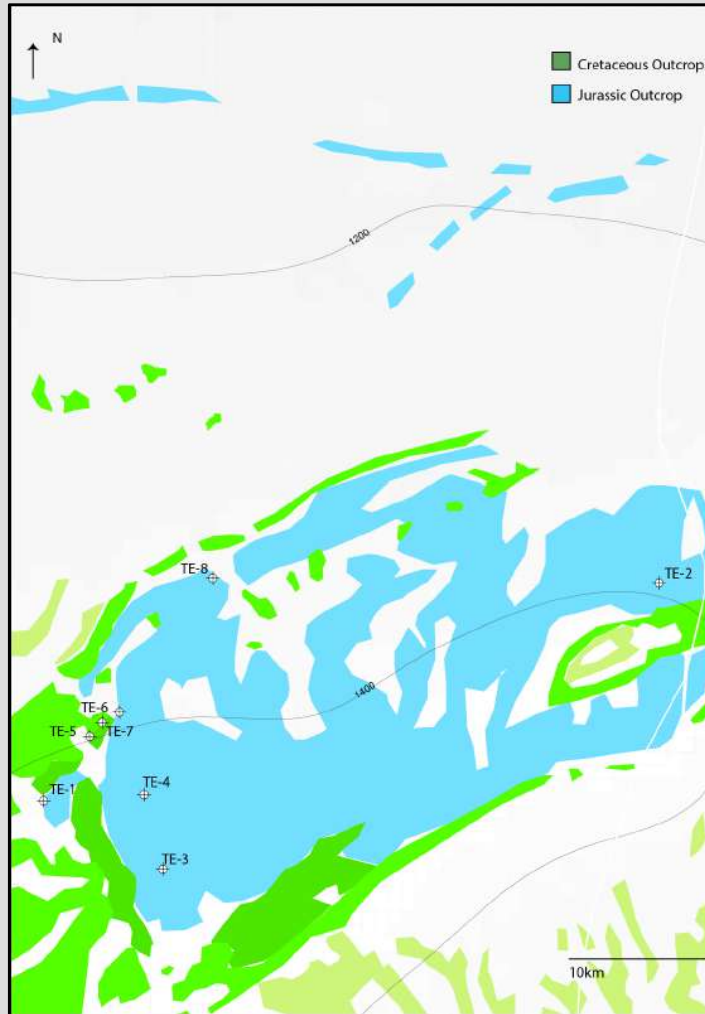 N
Cretaceous Outcrop
Jurassic Outcrop
1200
TE-8
TE-2
1400
TE-6
TE-5
TE-7
TE-4
TE-1
TE-3
10km